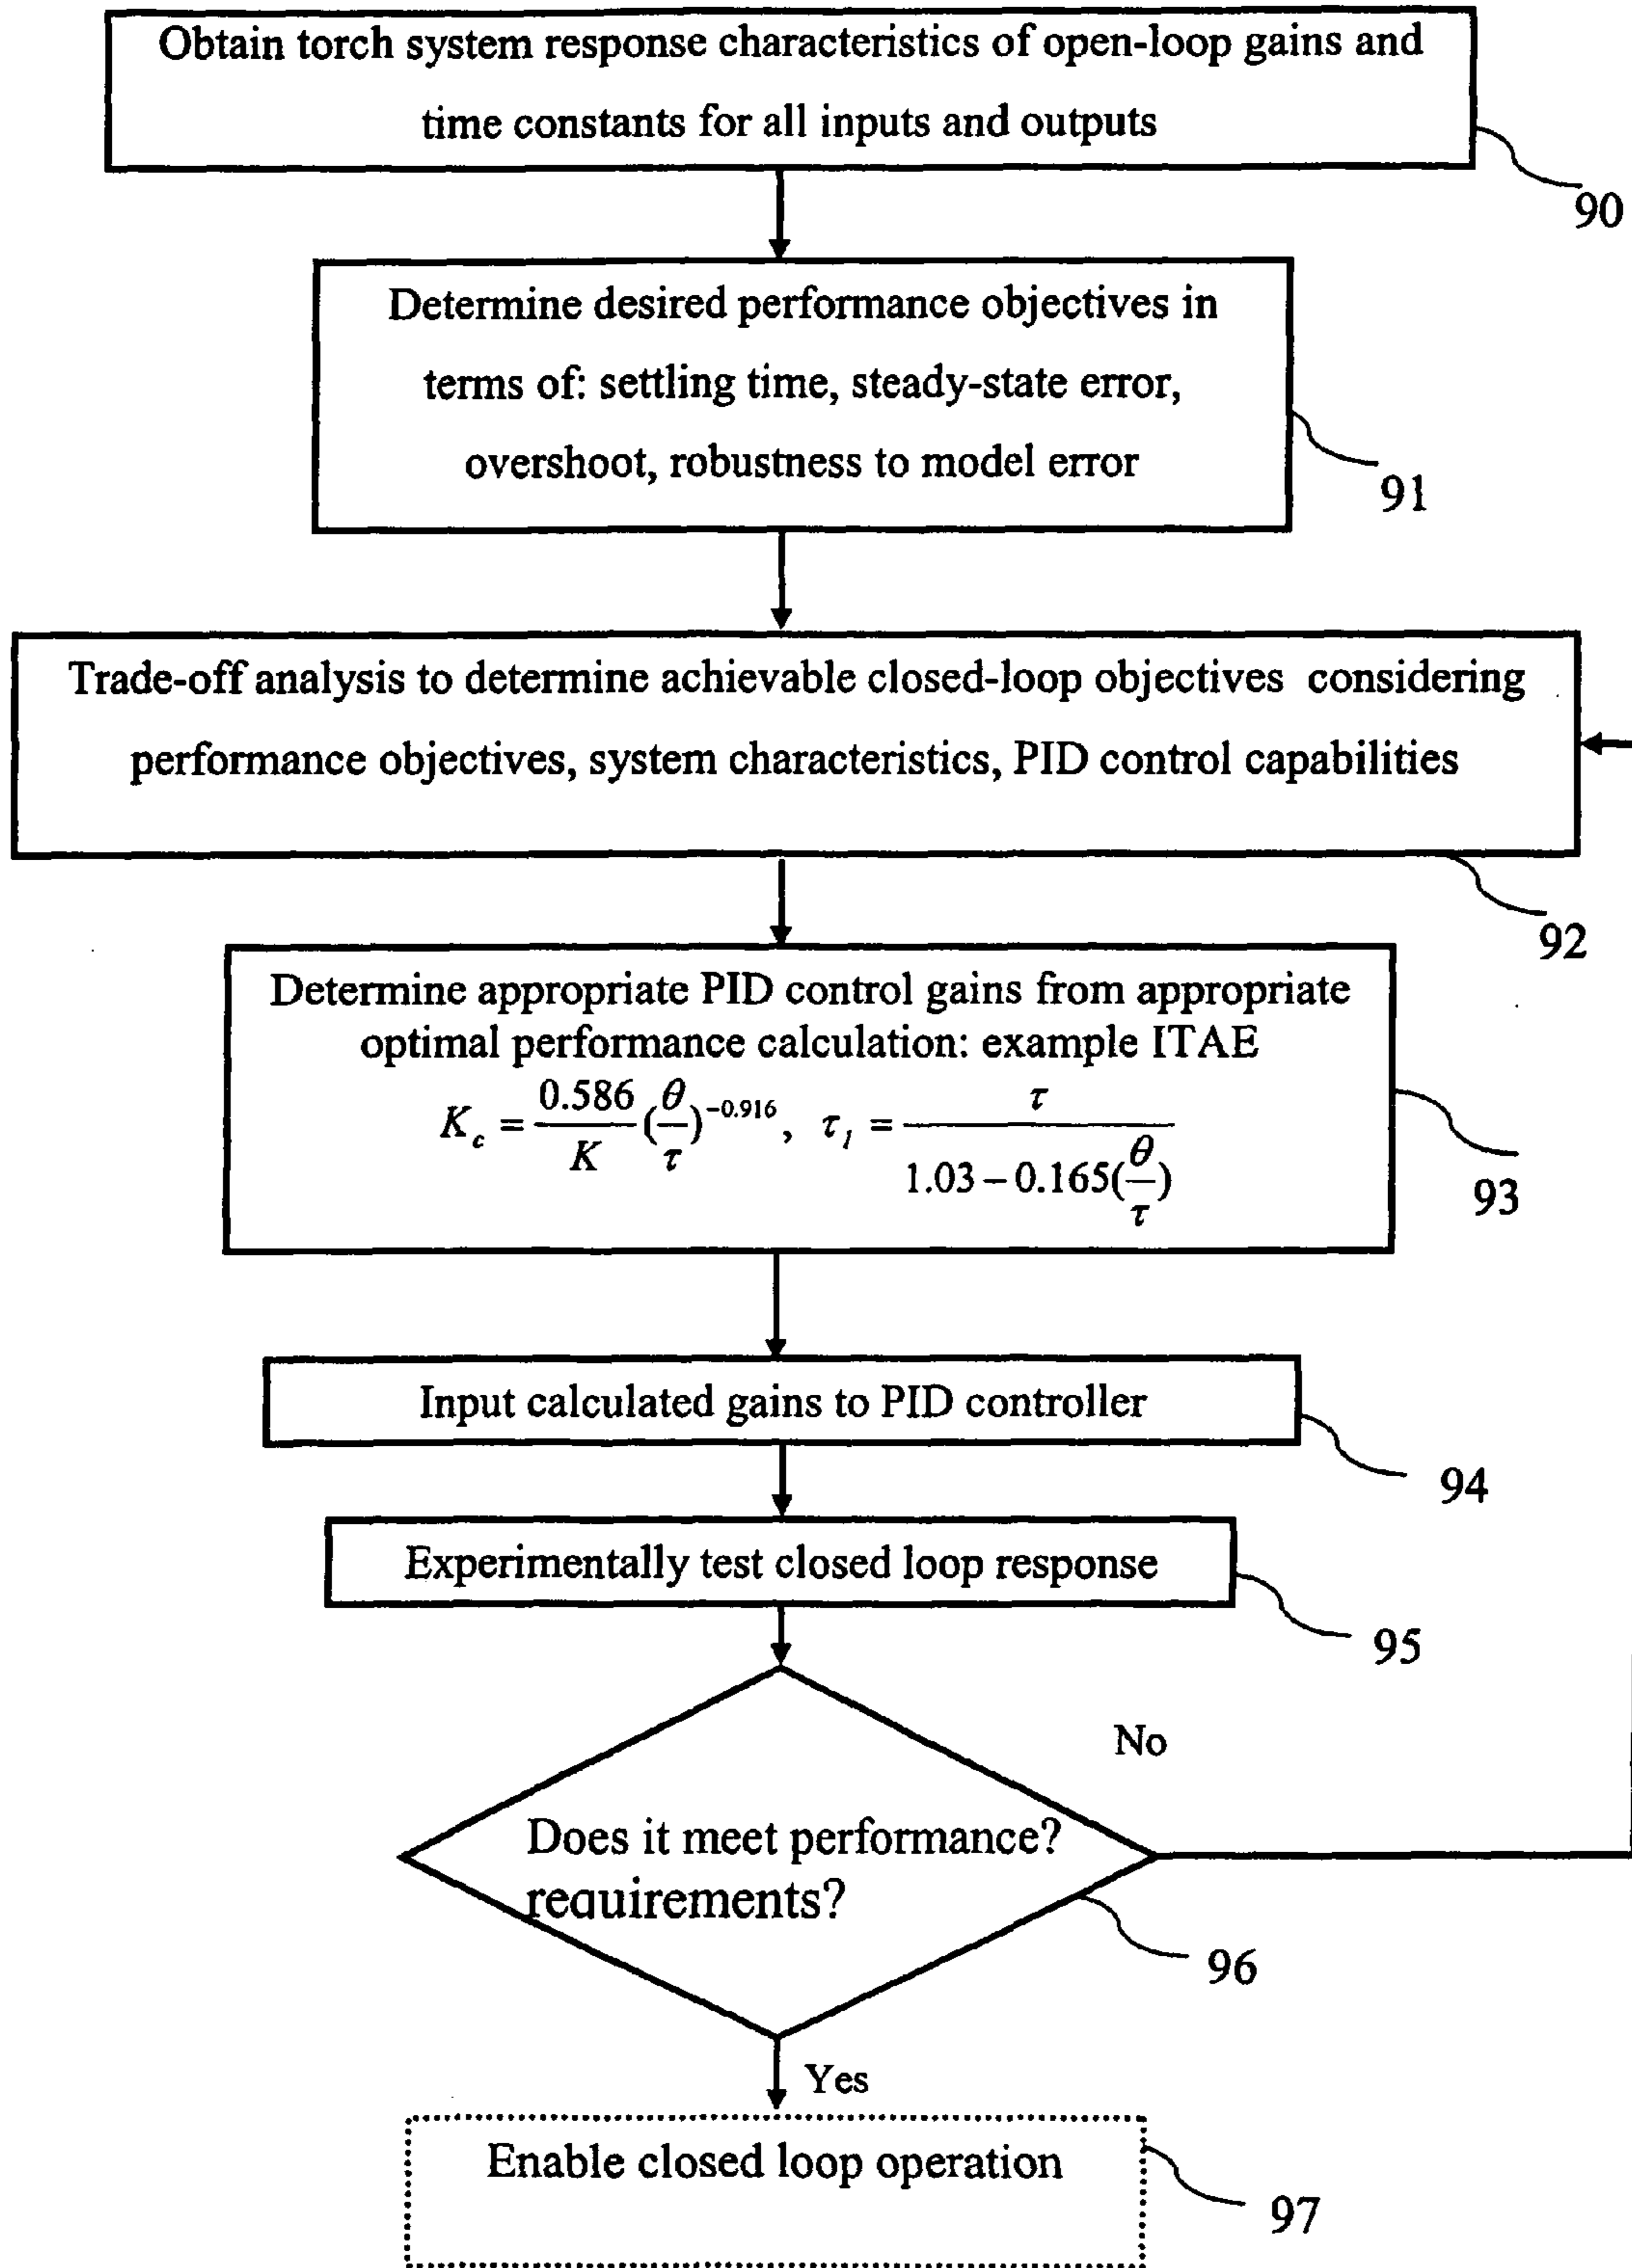 Obtain torch system response characteristics of open-loop gains and
time constants for all inputs and outputs
90
Determine desired performance objectives in
terms of: settling time, steady-state error,
overshoot, robustness to model error
91
Trade-off analysis to determine achievable closed-loop objectives considering
performance objectives, system characteristics, PID control capabilities
92
Determine appropriate PID control gains from appropriate
optimal performance calculation: example ITAE
K_c = \frac{0.586}{K} (\frac{θ}{τ})^{-0.916}, τ_I = \frac{τ}{1.03 – 0.165(\frac{θ}{τ})}
93
Input calculated gains to PID controller
94
Experimentally test closed loop response
95
No
Does it meet performance?
requirements?
96
Yes
Enable closed loop operation
97